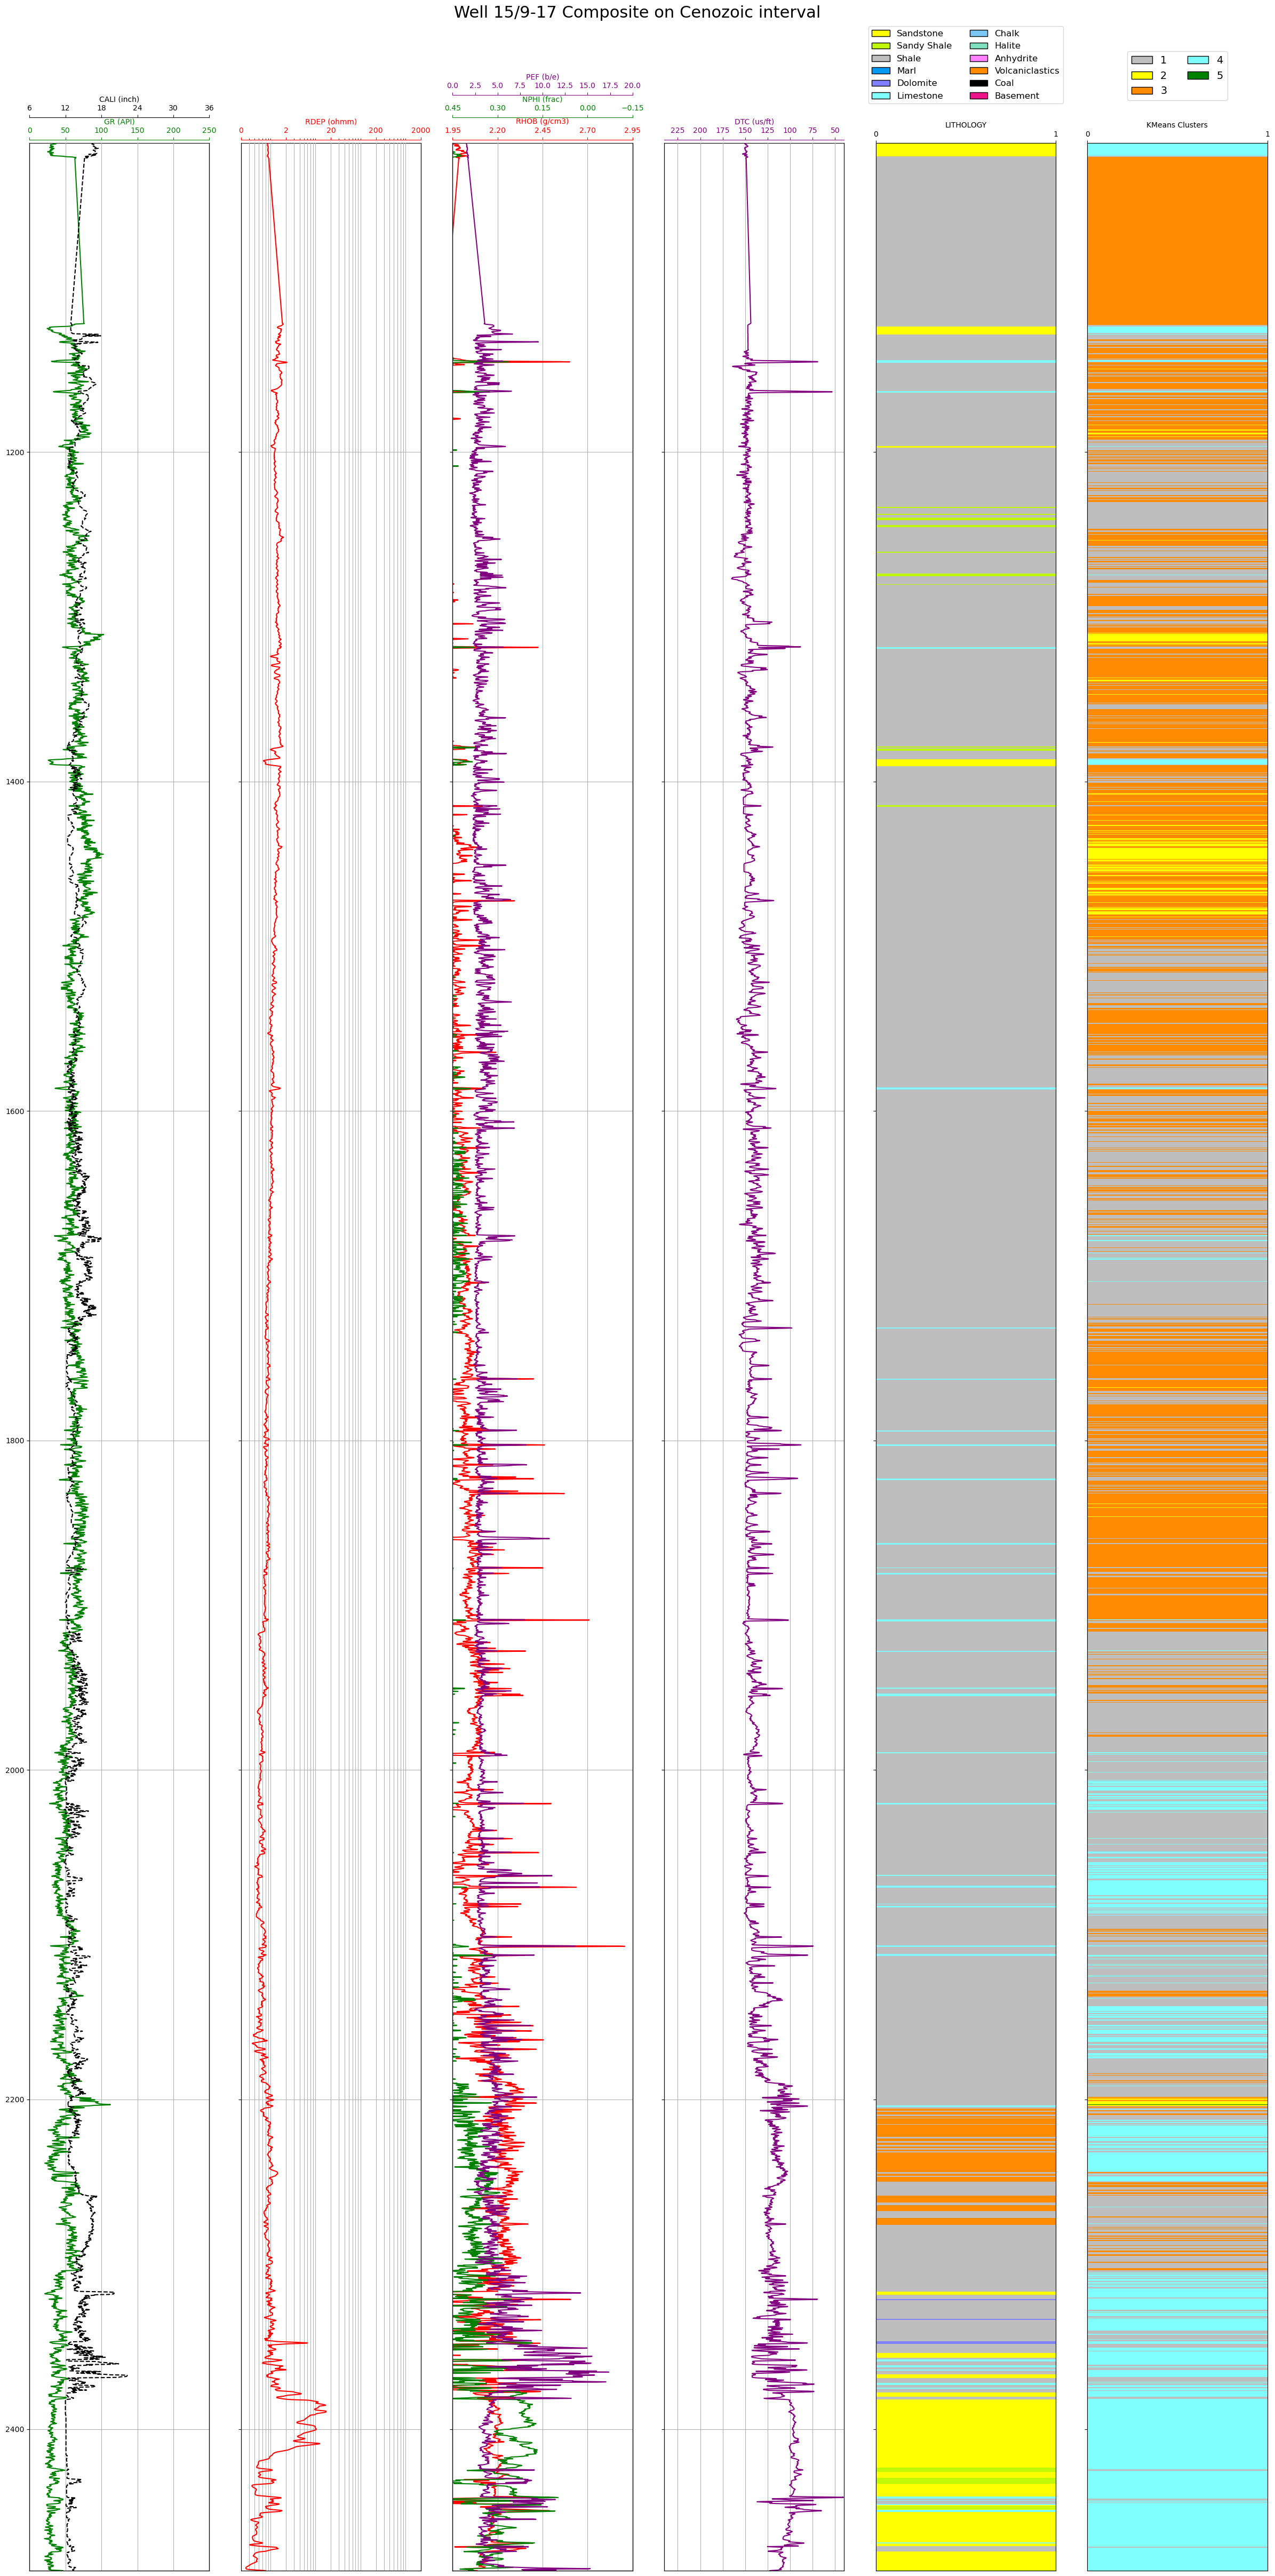 Well 15/9-17 Composite on Cenozoic interval
Sandstone Chalk
Sandy Shale Halite
Shale Anhydrite
Marl Volcaniclastics
Dolomite Coal
Limestone Basement
1 4
2 5
3
PEF (b/e)
0.0 2.5 5.0 7.5 10.0 12.5 15.0 17.5 20.0
CALI (inch)
6 12 18 24 30 36
NPHI (frac)
0.45 0.30 0.15 0.00 −0.15
GR (API)
0 50 100 150 200 250
RDEP (ohmm)
0 2 20 200 2000
RHOB (g/cm3)
1.95 2.20 2.45 2.70 2.95
DTC (us/ft)
225 200 175 150 125 100 75 50
LITHOLOGY
0 1
KMeans Clusters
0 1
1200
1400
1600
1800
2000
2200
2400